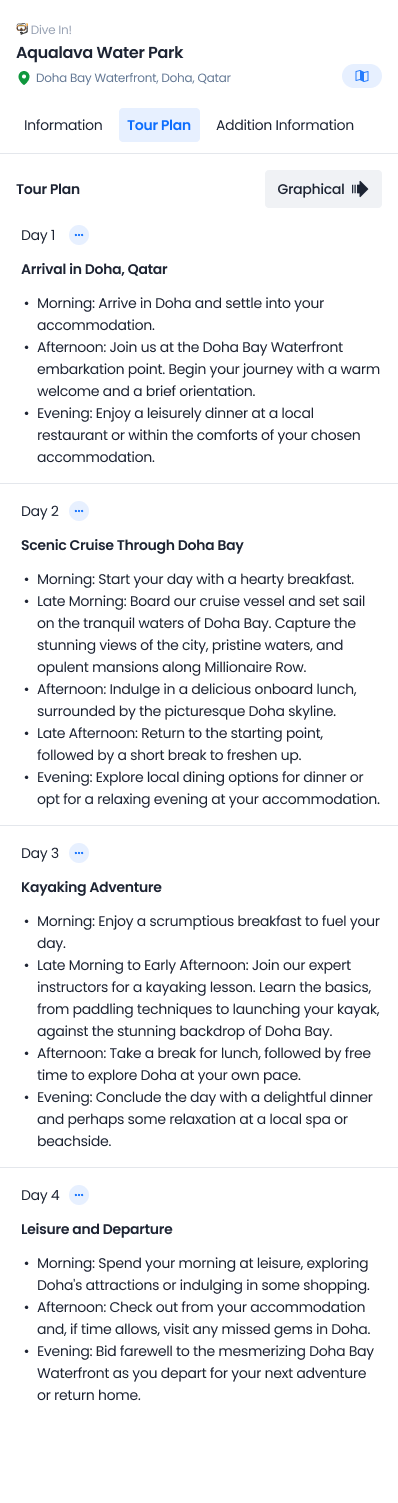 Dive In!
Aqualava Water Park
Doha Bay Waterfront, Doha, Qatar
Information
Tour Plan
Addition Information
Tour Plan
Graphical
Day 1
Arrival in Doha, Qatar
• Morning: Arrive in Doha and settle into your
accommodation.
• Afternoon: Join us at the Doha Bay Waterfront
embarkation point. Begin your journey with a warm
welcome and a brief orientation.
• Evening: Enjoy a leisurely dinner at a local
restaurant or within the comforts of your chosen
accommodation.
Day 2
Scenic Cruise Through Doha Bay
• Morning: Start your day with a hearty breakfast.
• Late Morning: Board our cruise vessel and set sail
on the tranquil waters of Doha Bay. Capture the
stunning views of the city, pristine waters, and
opulent mansions along Millionaire Row.
• Afternoon: Indulge in a delicious onboard lunch,
surrounded by the picturesque Doha skyline.
• Late Afternoon: Return to the starting point,
followed by a short break to freshen up.
• Evening: Explore local dining options for dinner or
opt for a relaxing evening at your accommodation.
Day 3
Kayaking Adventure
• Morning: Enjoy a scrumptious breakfast to fuel your
day.
• Late Morning to Early Afternoon: Join our expert
instructors for a kayaking lesson. Learn the basics,
from paddling techniques to launching your kayak,
against the stunning backdrop of Doha Bay.
• Afternoon: Take a break for lunch, followed by free
time to explore Doha at your own pace.
• Evening: Conclude the day with a delightful dinner
and perhaps some relaxation at a local spa or
beachside.
Day 4
Leisure and Departure
• Morning: Spend your morning at leisure, exploring
Doha's attractions or indulging in some shopping.
• Afternoon: Check out from your accommodation
and, if time allows, visit any missed gems in Doha.
• Evening: Bid farewell to the mesmerizing Doha Bay
Waterfront as you depart for your next adventure
or return home.